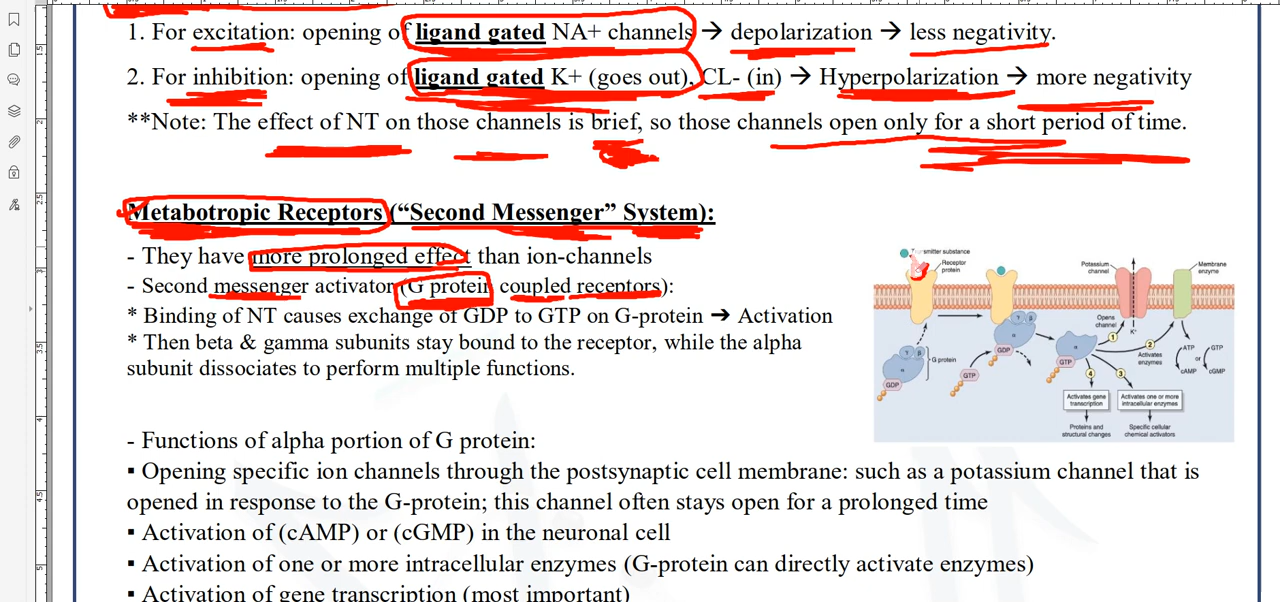 1. For excitation: opening of ligand gated NA+ channels → depolarization → less negativity.
2. For inhibition: opening of ligand gated K+ (goes out). CL- (in) → Hyperpolarization → more negativity
**Note: The effect of NT on those channels is brief, so those channels open only for a short period of time.
Metabotropic Receptors (“Second Messenger” System):
- They have more prolonged effect than ion-channels
- Second messenger activator (G protein coupled receptors):
* Binding of NT causes exchange of GDP to GTP on G-protein ➔ Activation
* Then beta & gamma subunits stay bound to the receptor, while the alpha
subunit dissociates to perform multiple functions.
smitter substance
Receptor
protein
Potassium
channel
Membrane
enzyme
Opens
channel
K+
γ β
α
G protein
GDP
GTP
γ β
α
GDP
α
GTP
1
2
Activates
enzymes
ATP
or
GTP
cAMP
cGMP
4
3
Activates gene
transcription
Activates one or more
intracellular enzymes
Proteins and
structural changes
Specific cellular
chemical activators
- Functions of alpha portion of G protein:
▪ Opening specific ion channels through the postsynaptic cell membrane: such as a potassium channel that is
opened in response to the G-protein; this channel often stays open for a prolonged time
▪ Activation of (cAMP) or (cGMP) in the neuronal cell
▪ Activation of one or more intracellular enzymes (G-protein can directly activate enzymes)
▪ Activation of gene transcription (most important)